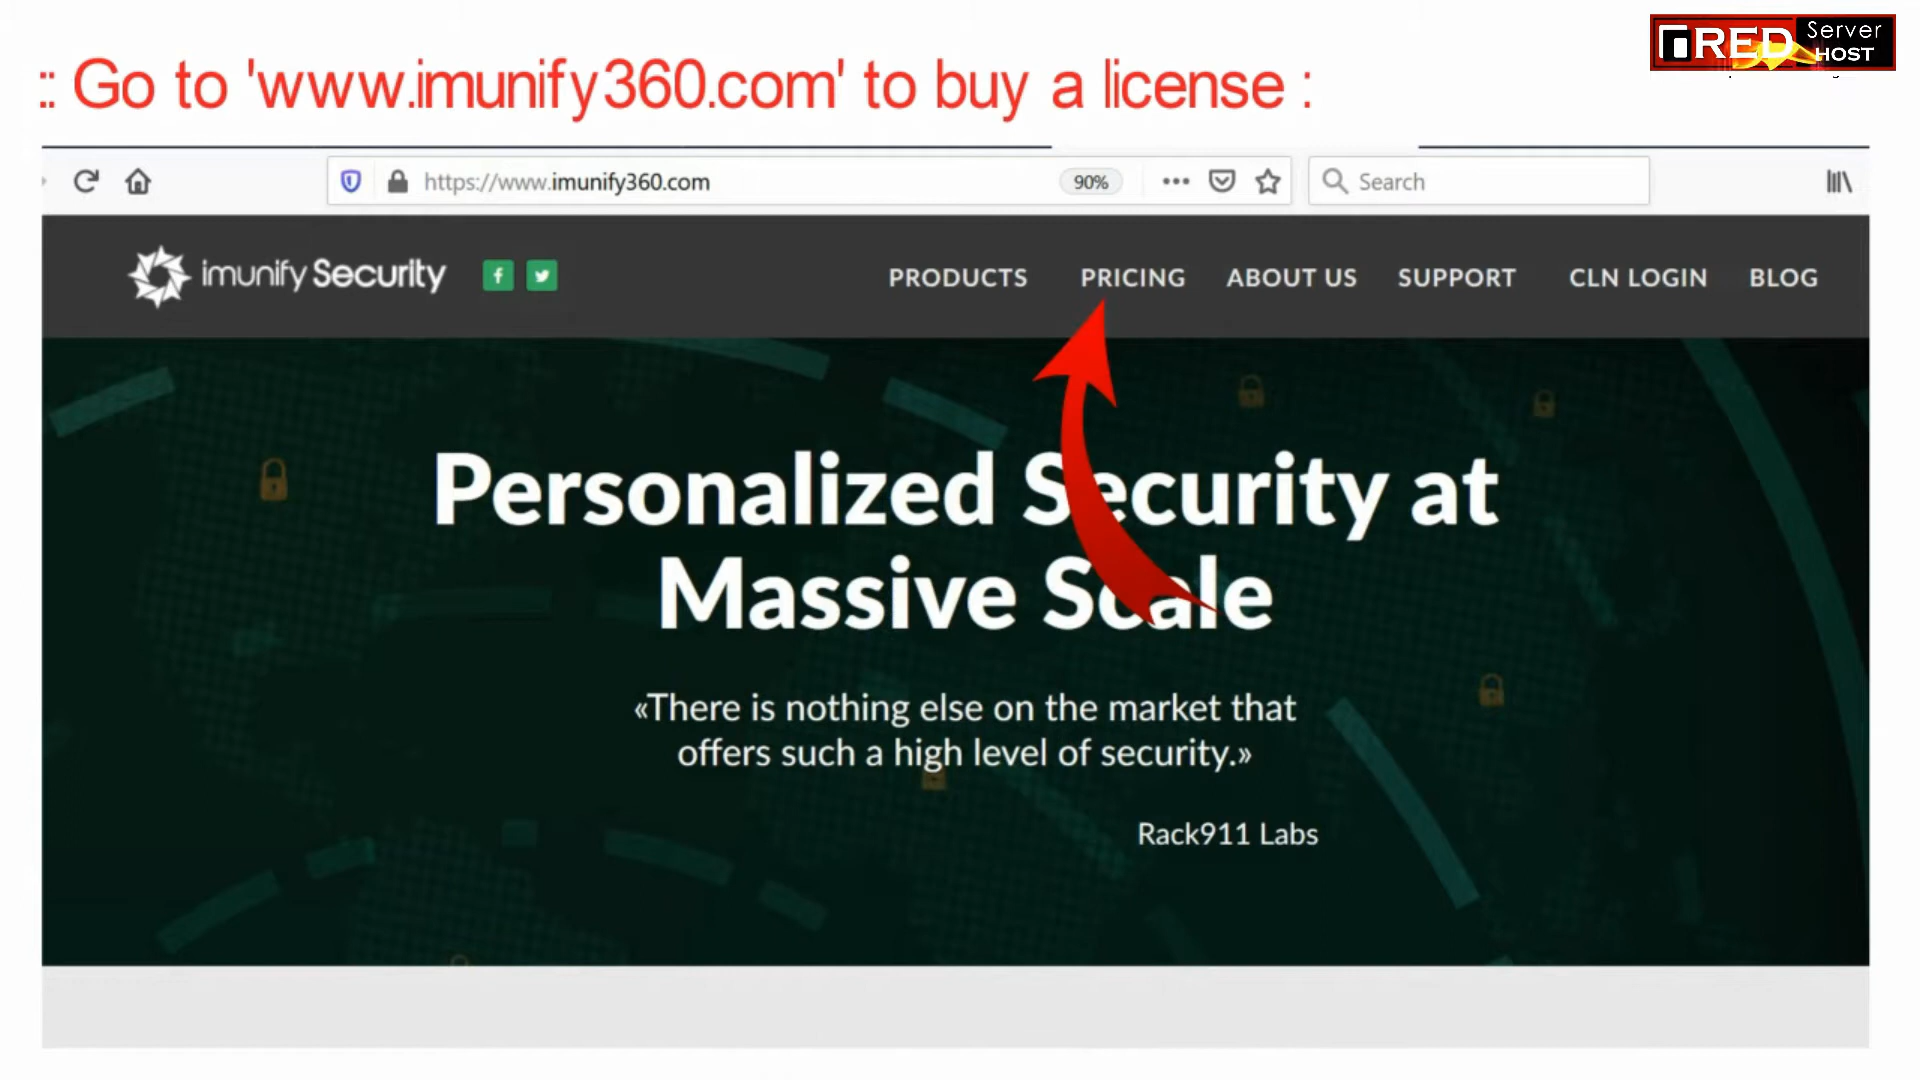 :: Go to 'www.imunify360.com' to buy a license :
RED Server HOST
https://www.imunify360.com
90%
Search
imunify Security
PRODUCTS
PRICING
ABOUT US
SUPPORT
CLN LOGIN
BLOG
Personalized Security at
Massive Scale
«There is nothing else on the market that
offers such a high level of security.»
Rack911 Labs